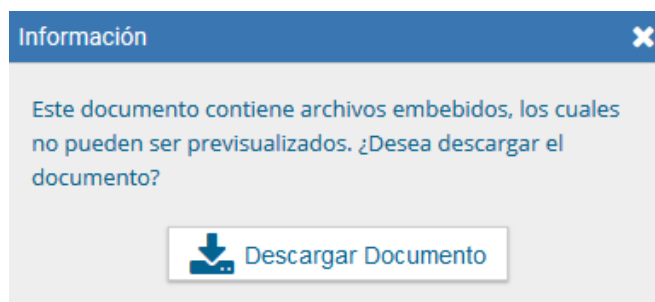 Información
Este documento contiene archivos embebidos, los cuales
no pueden ser previsualizados. ¿Desea descargar el
documento?
Descargar Documento